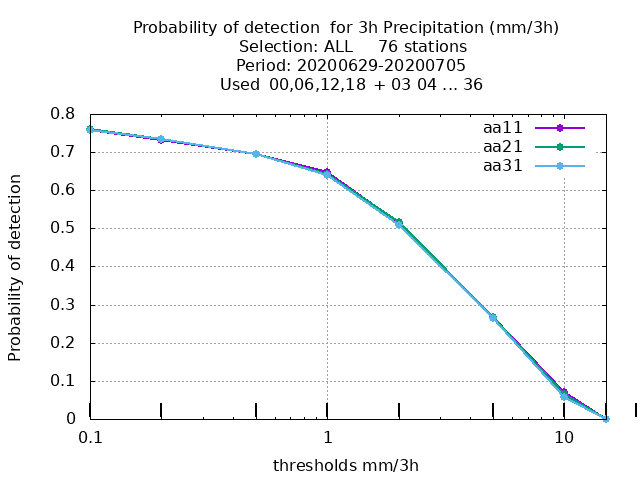 Probability of detection  for 3h Precipitation (mm/3h)
Selection: ALL     76 stations
Period: 20200629-20200705
Used  00,06,12,18  + 03 04 ... 36
0.8
0.7
0.6
0.5
0.4
0.3
0.2
0.1
0
Probability of detection
aa11
aa21
aa31
0.1
1
10
thresholds mm/3h